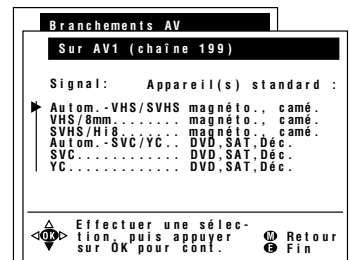 Branchements AV
Sur AV1 (chaîne 199)
Signal: Appareil(s) standard :
Autom.-VHS/SVHS magnéto., camé.
VHS/8mm........ magnéto., camé.
SVHS/Hi8....... magnéto., camé.
Autom.-SVC/YC.. DVD,SAT,Déc.
SVC............ DVD,SAT,Déc.
YC............. DVD,SAT,Déc.
Effectuer une sélec-
OK tion, puis appuyer M Retour
sur OK pour cont. E Fin